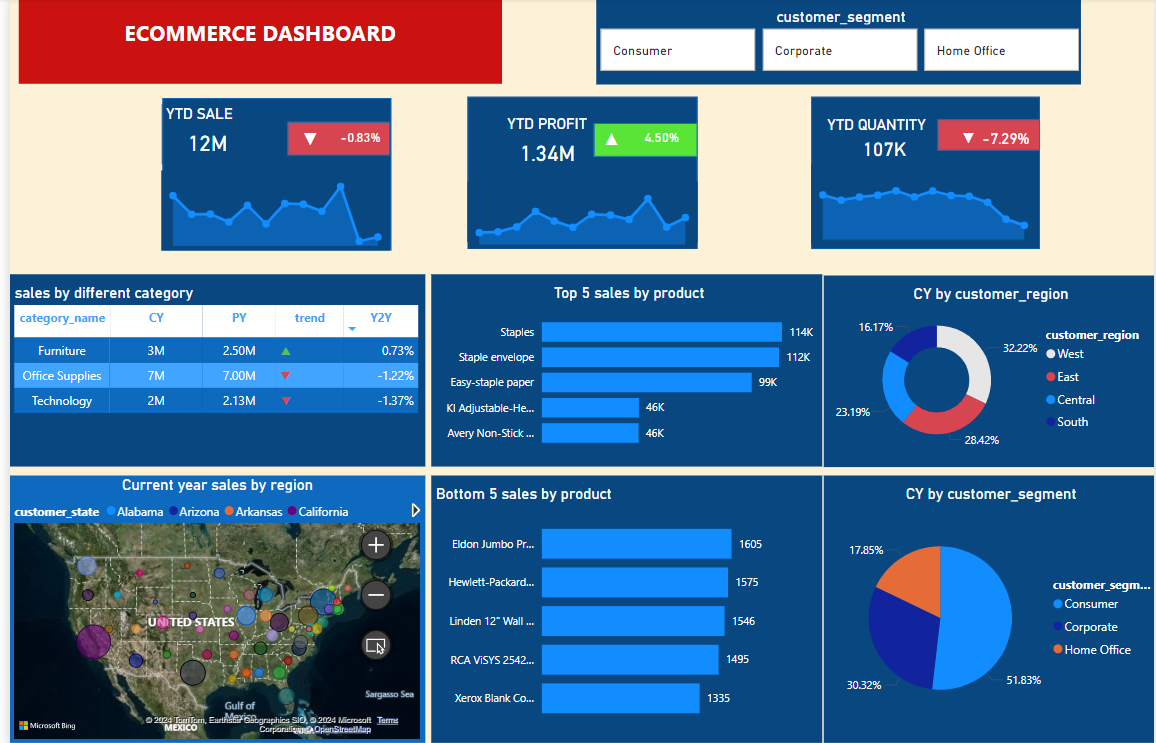 ECOMMERCE DASHBOARD
customer_segment
Consumer
Corporate
Home Office
YTD SALE
12M
▼ -0.83%
YTD PROFIT
1.34M
▲ 4.50%
YTD QUANTITY
107K
▼ -7.29%
sales by different category
category_name CY PY trend Y2Y
Furniture 3M 2.50M ▲ 0.73%
Office Supplies 7M 7.00M ▼ -1.22%
Technology 2M 2.13M ▼ -1.37%
Top 5 sales by product
Staples 114K
Staple envelope 112K
Easy-staple paper 99K
KI Adjustable-He... 46K
Avery Non-Stick ... 46K
CY by customer_region
16.17%
32.22%
23.19%
28.42%
customer_region
West
East
Central
South
Current year sales by region
customer_state Alabama Arizona Arkansas California
UNITED STATES
Sargasso Sea
Gulf of
Mexico
MEXICO
Microsoft Bing
© 2024 TomTom, Earthstar Geographics SIO, © 2024 Microsoft
Corporation, © OpenStreetMap
Terms
Bottom 5 sales by product
Eldon Jumbo Pr... 1605
Hewlett-Packard... 1575
Linden 12" Wall ... 1546
RCA ViSYS 2542... 1495
Xerox Blank Co... 1335
CY by customer_segment
17.85%
30.32%
51.83%
customer_segm...
Consumer
Corporate
Home Office